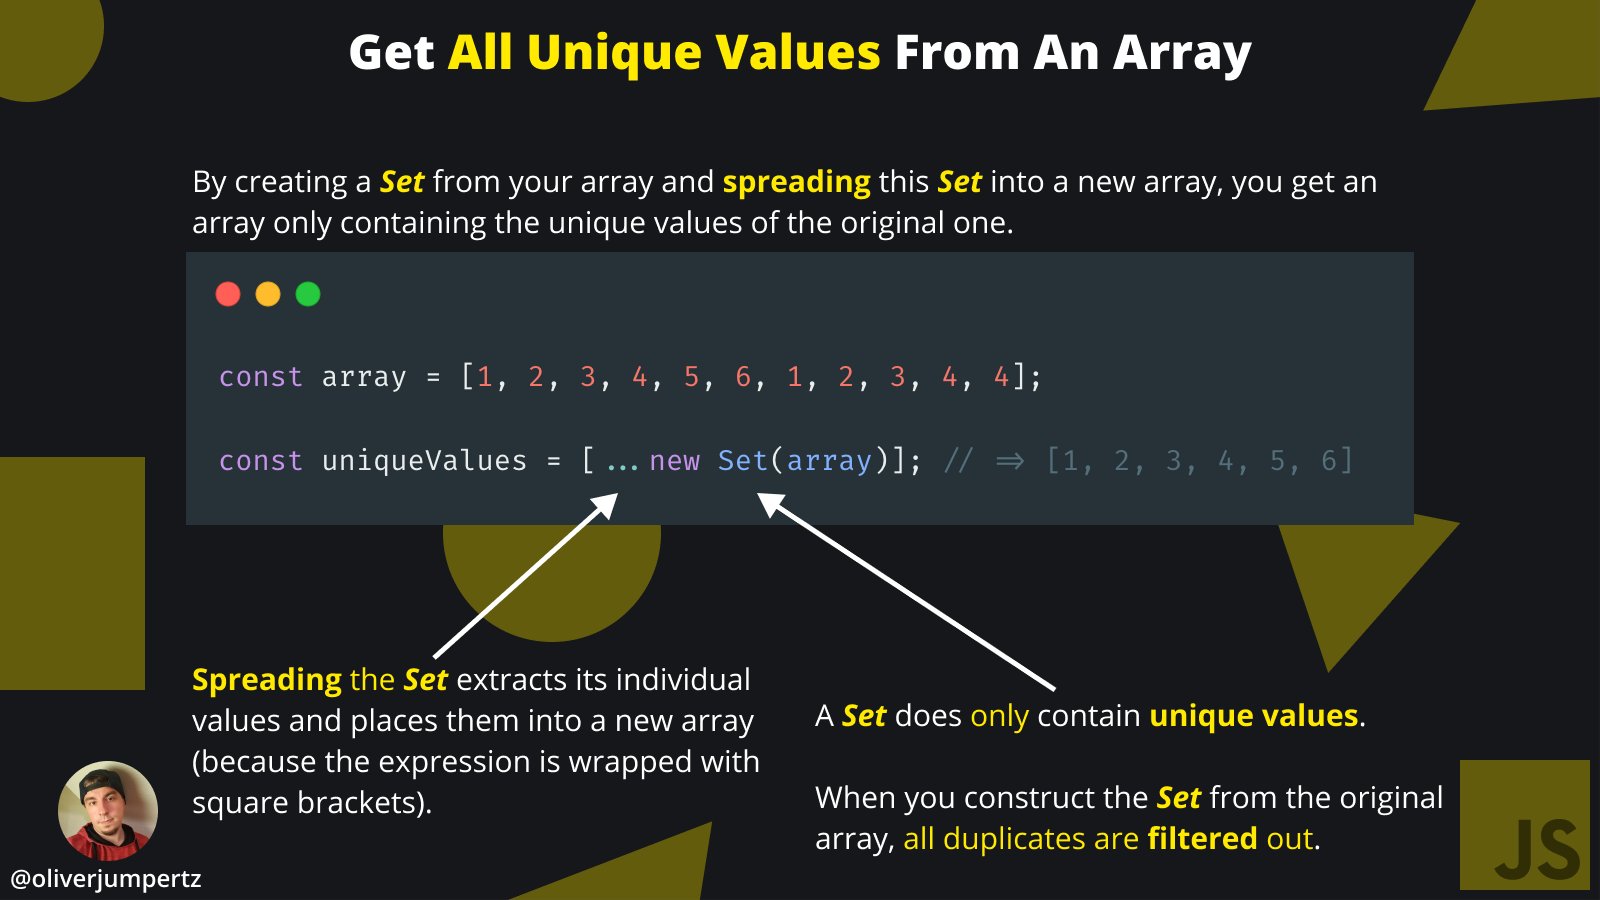 Get All Unique Values From An Array
By creating a Set from your array and spreading this Set into a new array, you get an
array only containing the unique values of the original one.
const array = [1, 2, 3, 4, 5, 6, 1, 2, 3, 4, 4];
const uniqueValues = [...new Set(array)]; // => [1, 2, 3, 4, 5, 6]
Spreading the Set extracts its individual
values and places them into a new array
(because the expression is wrapped with
square brackets).
A Set does only contain unique values.
When you construct the Set from the original
array, all duplicates are filtered out.
@oliverjumpertz
JS